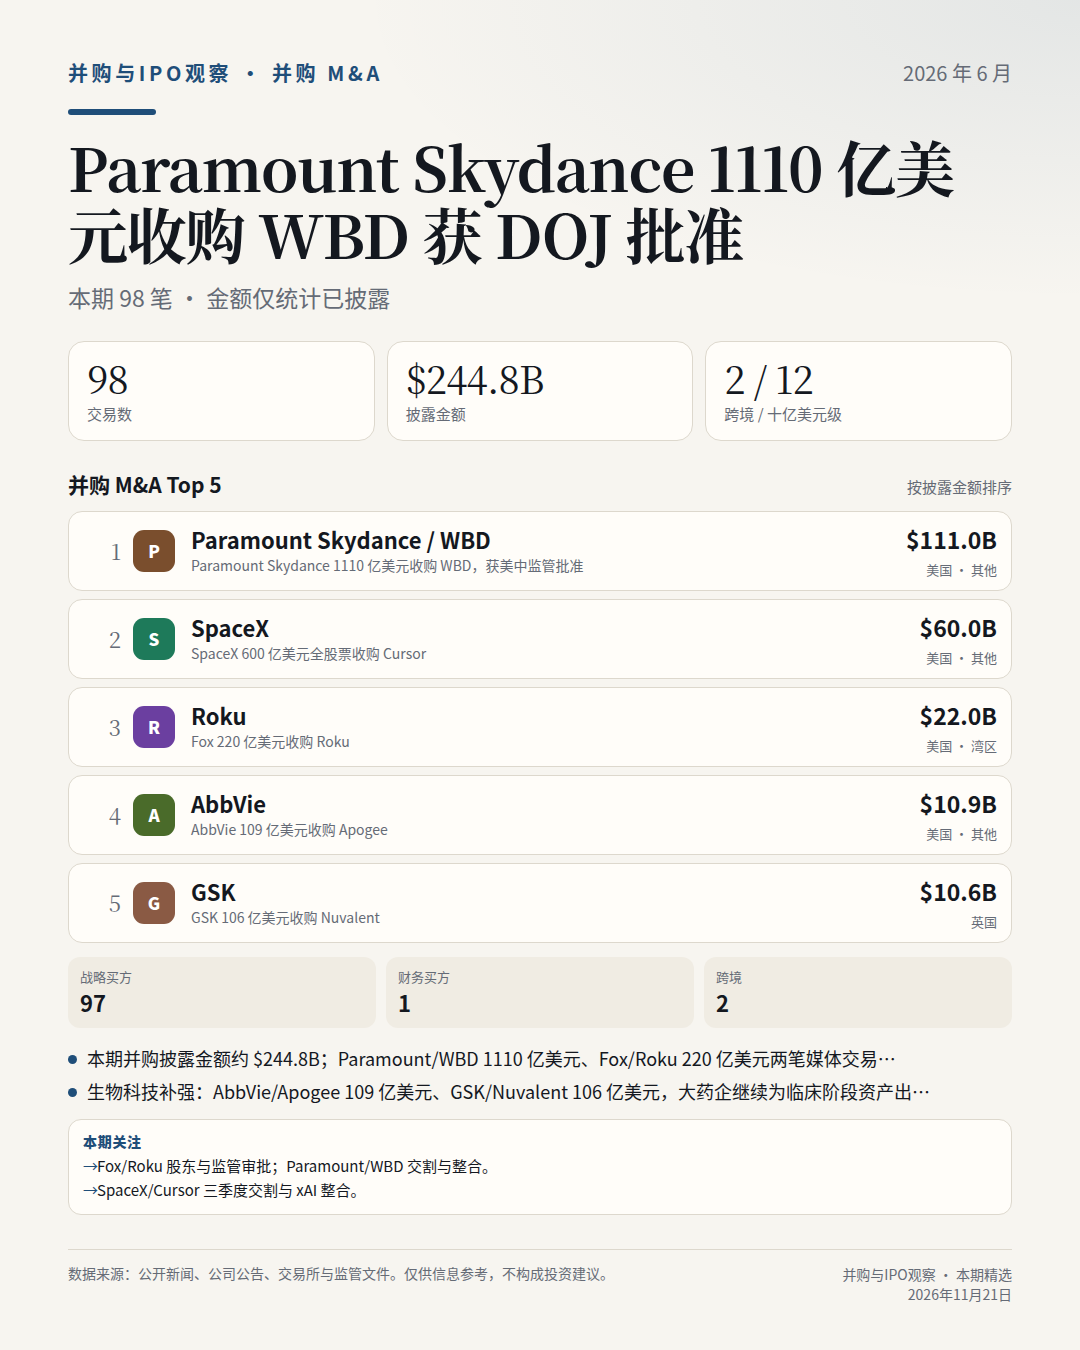 并购与IPO观察 · 并购 M&A
2026 年 6 月
Paramount Skydance 1110 亿美
元收购 WBD 获 DOJ 批准
本期 98 笔 · 金额仅统计已披露
98
交易数
$244.8B
披露金额
2 / 12
跨境 / 十亿美元级
并购 M&A Top 5
按披露金额排序
1
P
Paramount Skydance / WBD
Paramount Skydance 1110 亿美元收购 WBD，获美中监管批准
$111.0B
美国 · 其他
2
S
SpaceX
SpaceX 600 亿美元全股票收购 Cursor
$60.0B
美国 · 其他
3
R
Roku
Fox 220 亿美元收购 Roku
$22.0B
美国 · 湾区
4
A
AbbVie
AbbVie 109 亿美元收购 Apogee
$10.9B
美国 · 其他
5
G
GSK
GSK 106 亿美元收购 Nuvalent
$10.6B
英国
战略买方
97
财务买方
1
跨境
2
本期并购披露金额约 $244.8B；Paramount/WBD 1110 亿美元、Fox/Roku 220 亿美元两笔媒体交易…
生物科技补强：AbbVie/Apogee 109 亿美元、GSK/Nuvalent 106 亿美元，大药企继续为临床阶段资产出…
本期关注
→Fox/Roku 股东与监管审批；Paramount/WBD 交割与整合。
→SpaceX/Cursor 三季度交割与 xAI 整合。
数据来源：公开新闻、公司公告、交易所与监管文件。仅供信息参考，不构成投资建议。
并购与IPO观察 · 本期精选
2026年11月21日